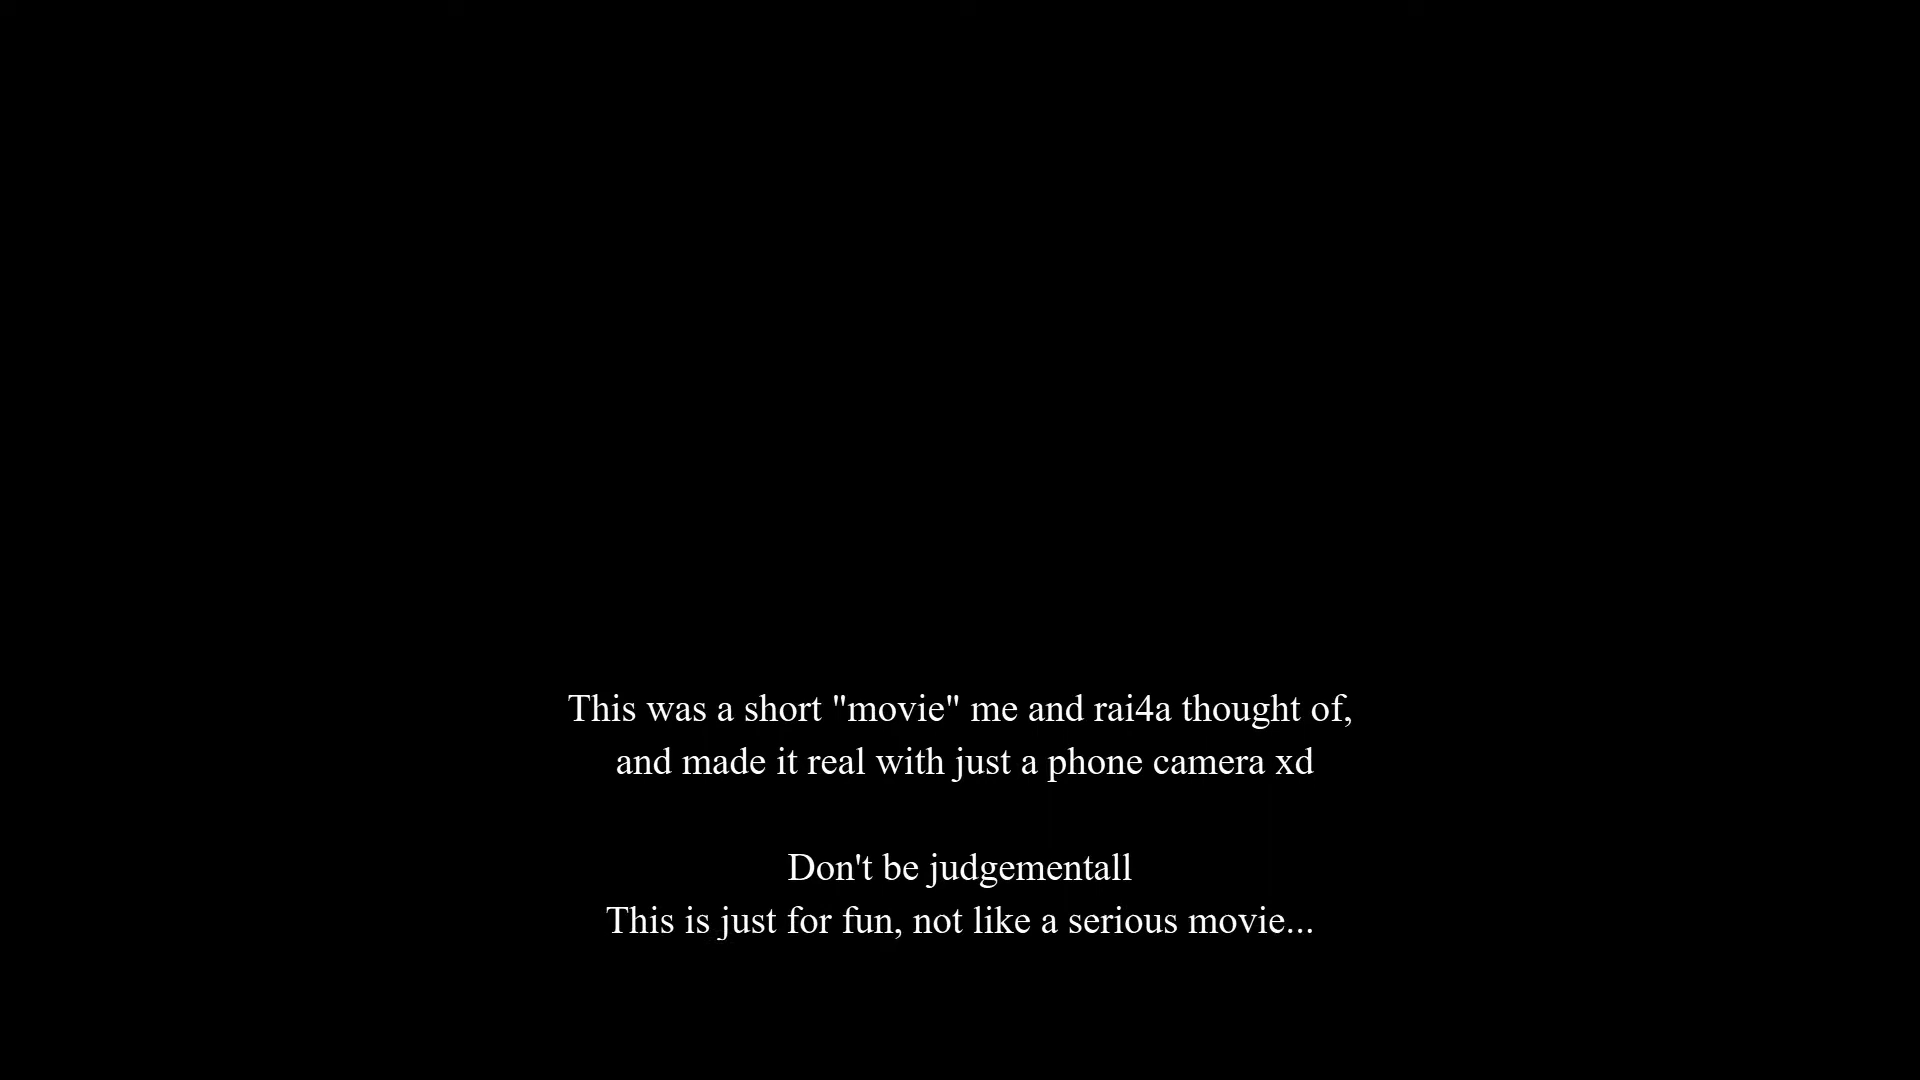 This was a short "movie" me and rai4a thought of,
and made it real with just a phone camera xd
Don't be judgementall
This is just for fun, not like a serious movie...